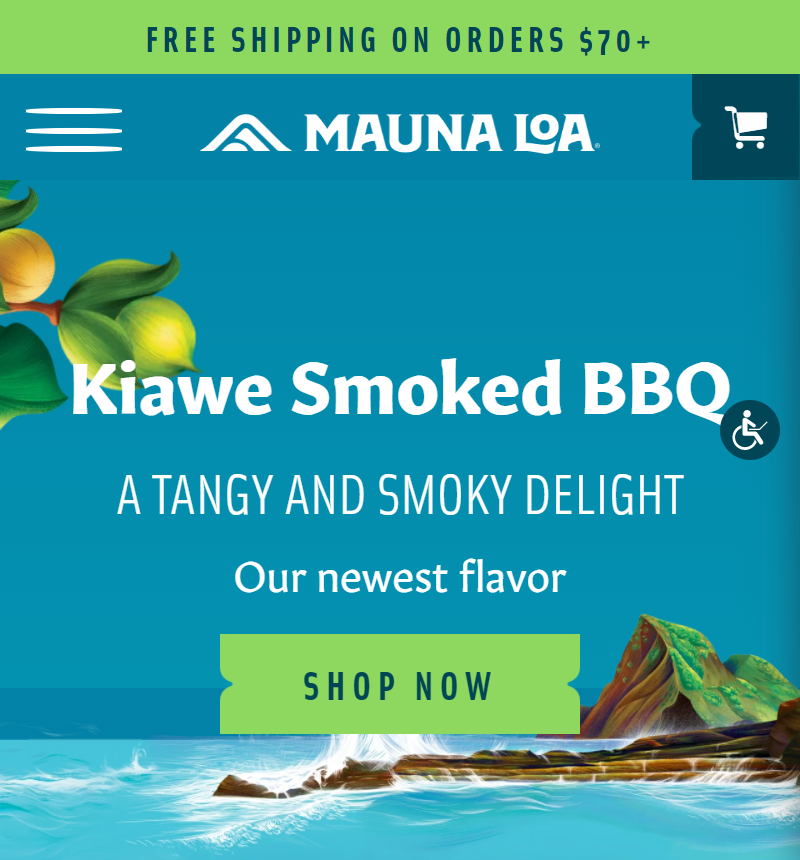 FREE SHIPPING ON ORDERS $70+
MAUNA LOA®
Kiawe Smoked BBQ
A TANGY AND SMOKY DELIGHT
Our newest flavor
SHOP NOW